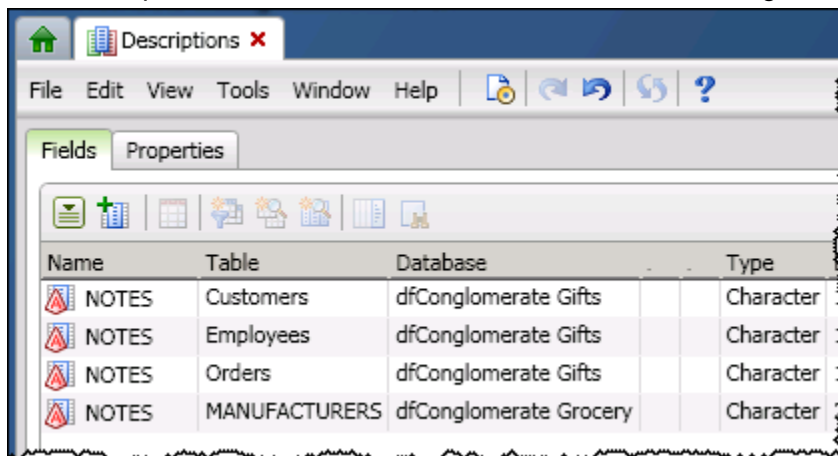 Descriptions
File Edit View Tools Window Help
Fields Properties
Name Table Database . . Type
NOTES Customers dfConglomerate Gifts Character
NOTES Employees dfConglomerate Gifts Character
NOTES Orders dfConglomerate Gifts Character
NOTES MANUFACTURERS dfConglomerate Grocery Character